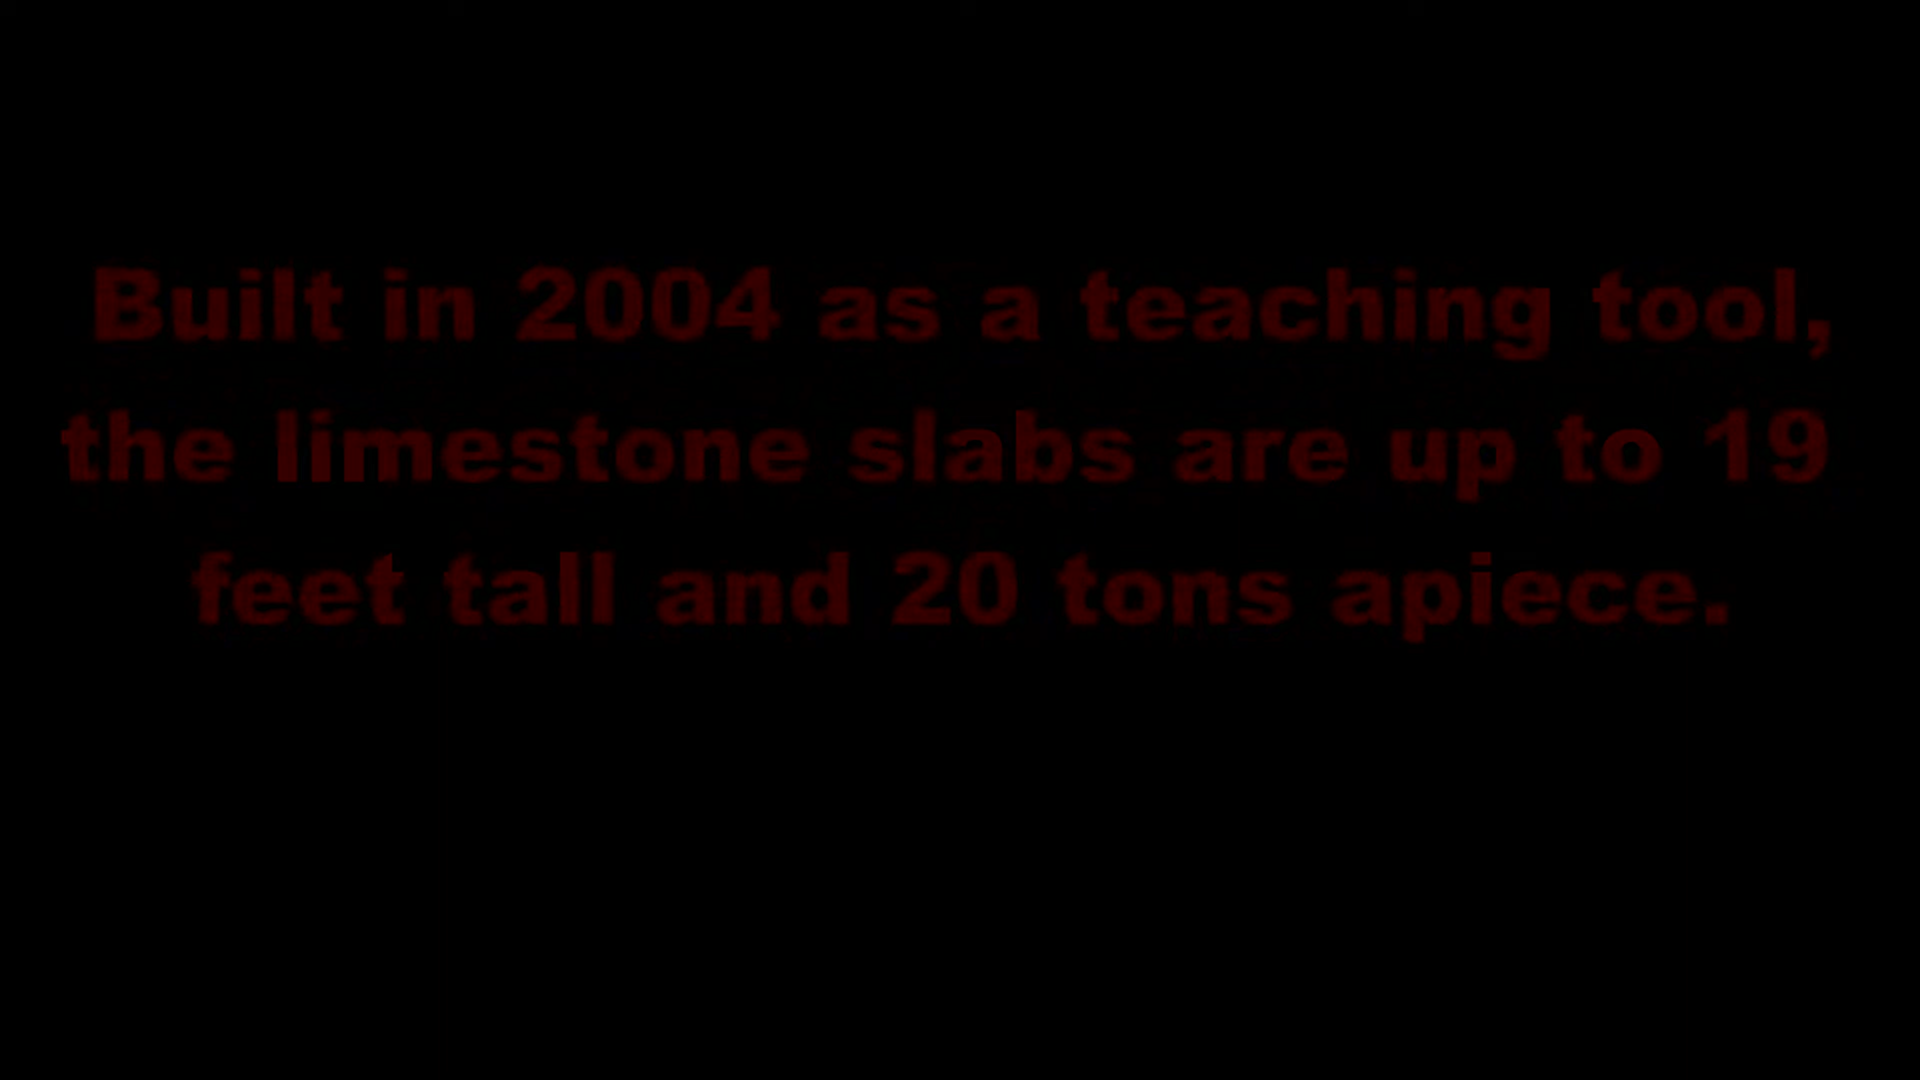 Built in 2004 as a teaching tool,
the limestone slabs are up to 19
feet tall and 20 tons apiece.